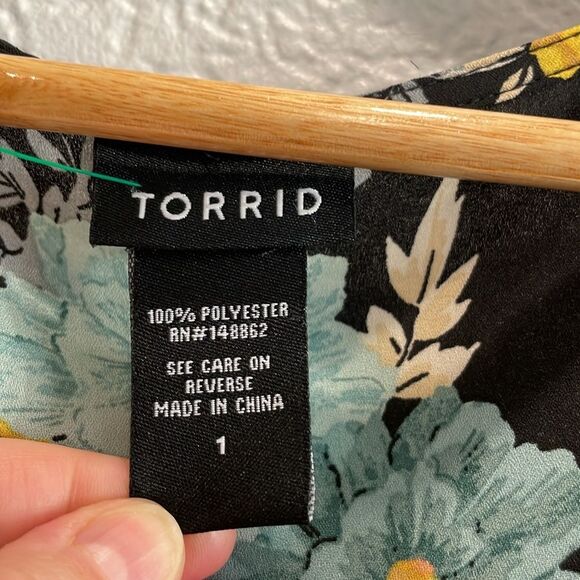 TORRID
100% POLYESTER
RN#148862
SEE CARE ON
REVERSE
MADE IN CHINA
1